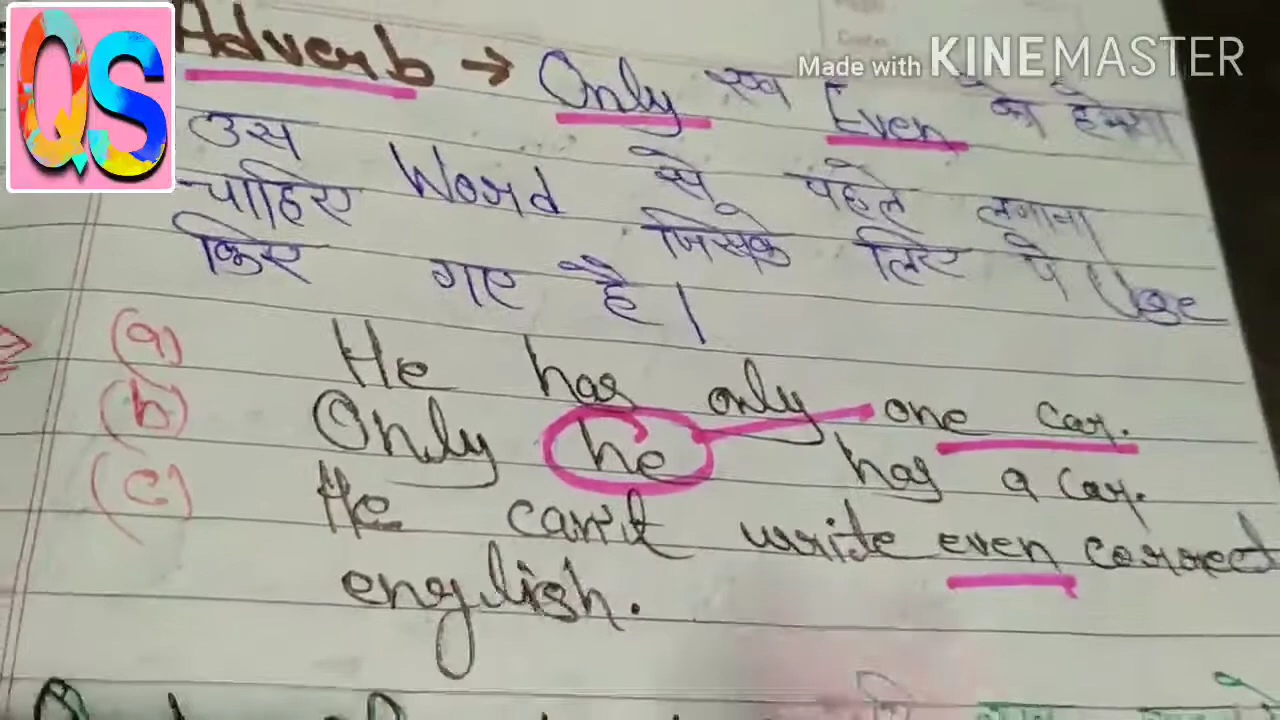 QS
Made with KINEMASTER
Adverb → Only एवं Even को हमेशा
उस Word से पहले लगाना
चाहिए जिसके लिए ये Use
किए गए है।
(a) He has only one car.
(b) Only he has a car.
(c) He can't write even correct
english.